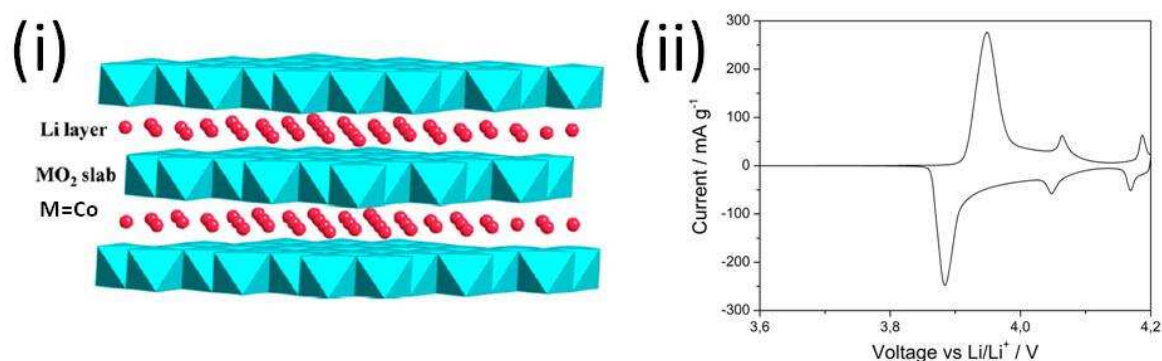 (i)
Li layer
MO₂ slab
M=Co
(ii)
Current / mA g⁻¹
300
200
100
0
-100
-200
-300
3,6
3,8
4,0
4,2
Voltage vs Li/Li⁺ / V